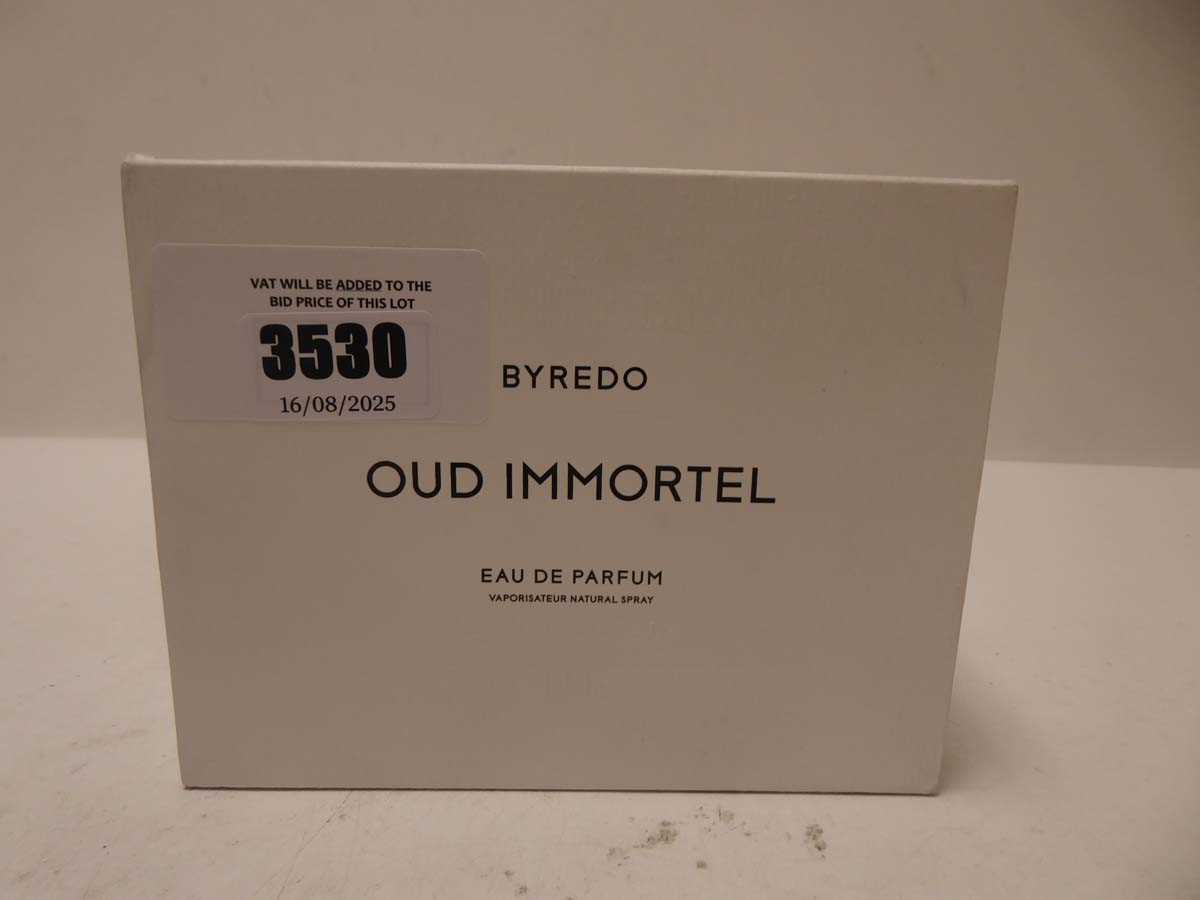 VAT WILL BE ADDED TO THE
BID PRICE OF THIS LOT
3530
16/08/2025
BYREDO
OUD IMMORTEL
EAU DE PARFUM
VAPORISATEUR NATURAL SPRAY